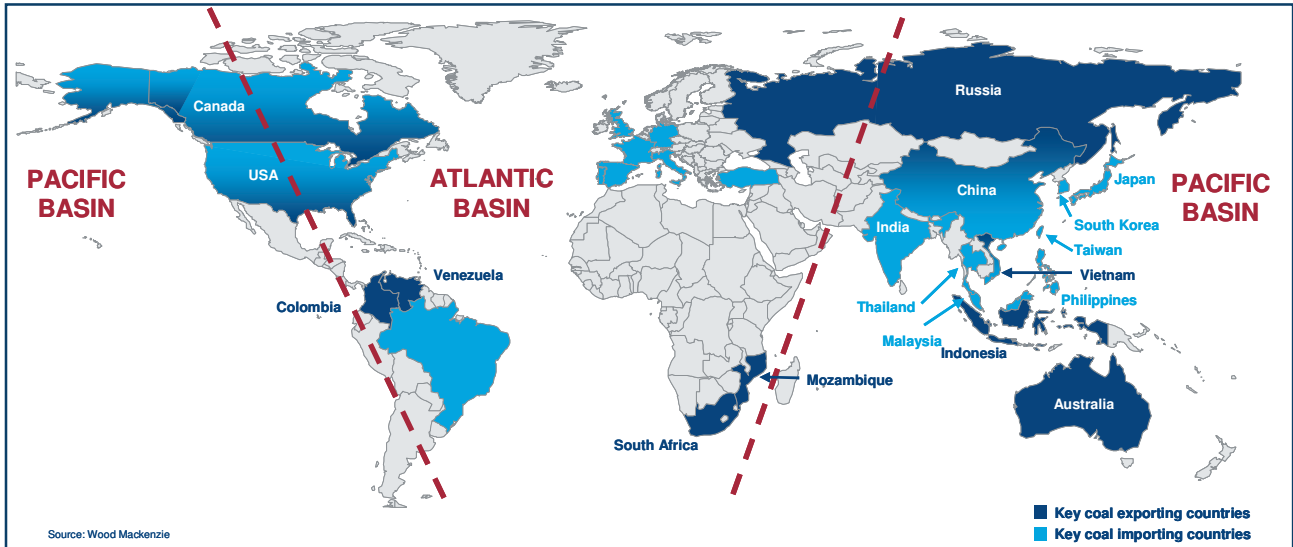 Canada
Russia
USA
PACIFIC
BASIN
ATLANTIC
BASIN
China
Japan
PACIFIC
BASIN
South Korea
India
Taiwan
Venezuela
Vietnam
Colombia
Thailand
Philippines
Malaysia
Indonesia
Mozambique
Australia
South Africa
Key coal exporting countries
Key coal importing countries
Source: Wood Mackenzie